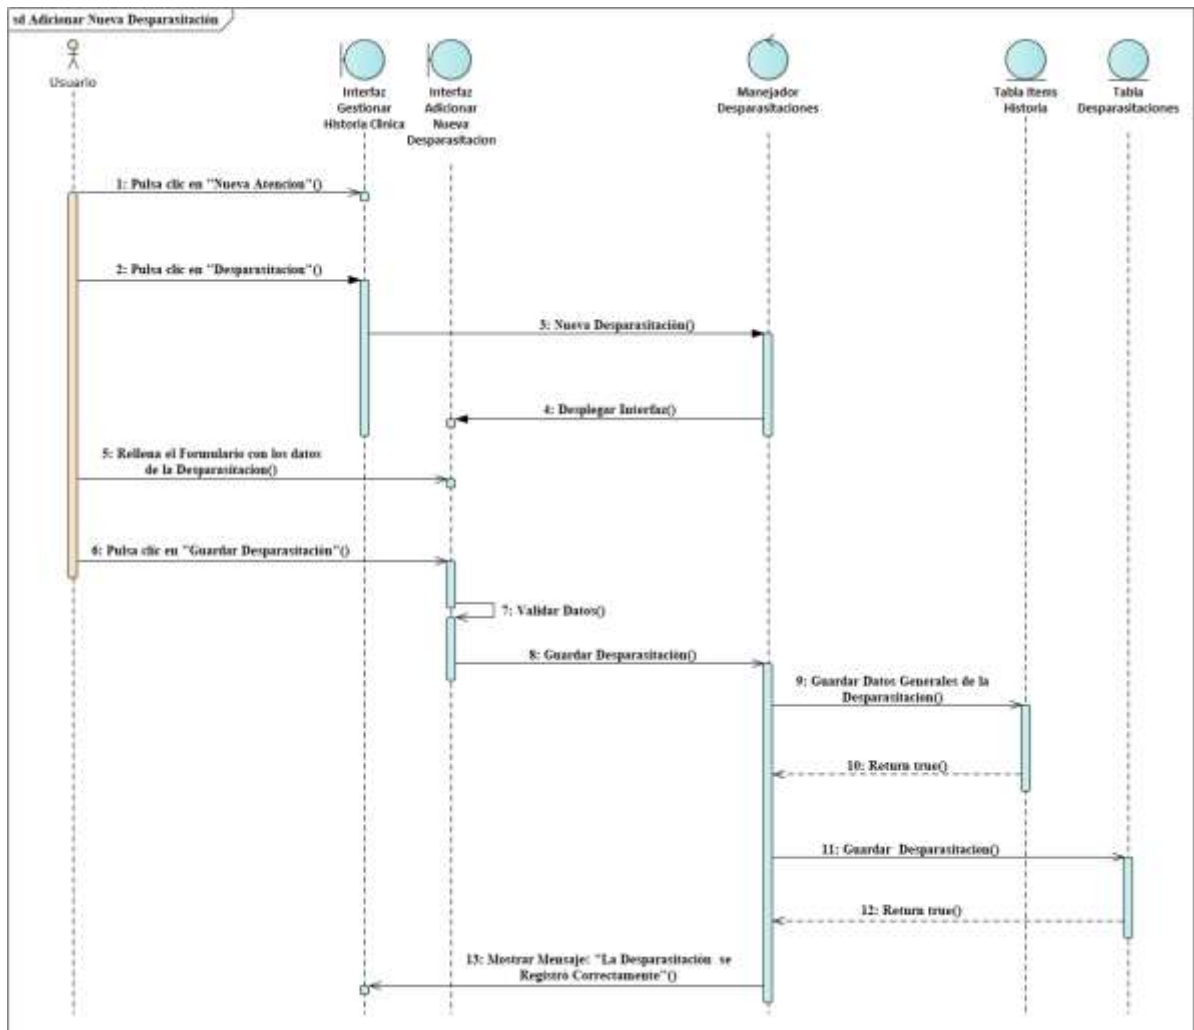 sd Adicionar Nueva Desparasitación
Usuario
Interfaz
Gestionar
Historia Clinica
Interfaz
Adicionar
Nueva
Desparasitacion
Manejador
Desparasitaciones
Tabla Items
Historia
Tabla
Desparasitaciones
1: Pulsa clic en "Nueva Atencion"()
2: Pulsa clic en "Desparasitacion"()
3: Nueva Desparasitación()
4: Desplegar Interfaz()
5: Rellena el Formulario con los datos
de la Desparasitacion()
6: Pulsa clic en "Guardar Desparasitación"()
7: Validar Datos()
8: Guardar Desparasitación()
9: Guardar Datos Generales de la
Desparasitacion()
10: Return true()
11: Guardar Desparasitacion()
12: Return true()
13: Mostrar Mensaje: "La Desparasitación se
Registró Correctamente"()